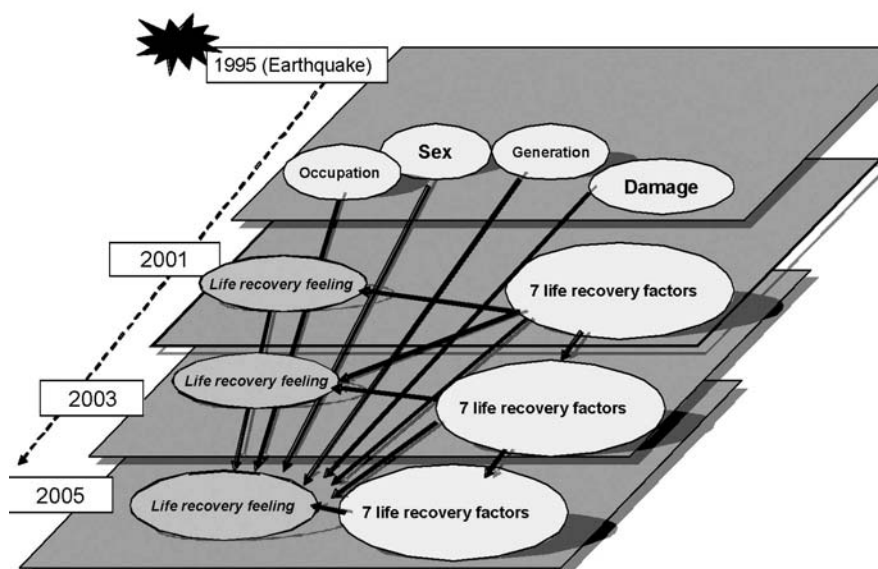 1995 (Earthquake)
Occupation
Sex
Generation
Damage
2001
Life recovery feeling
7 life recovery factors
2003
Life recovery feeling
7 life recovery factors
2005
Life recovery feeling
7 life recovery factors